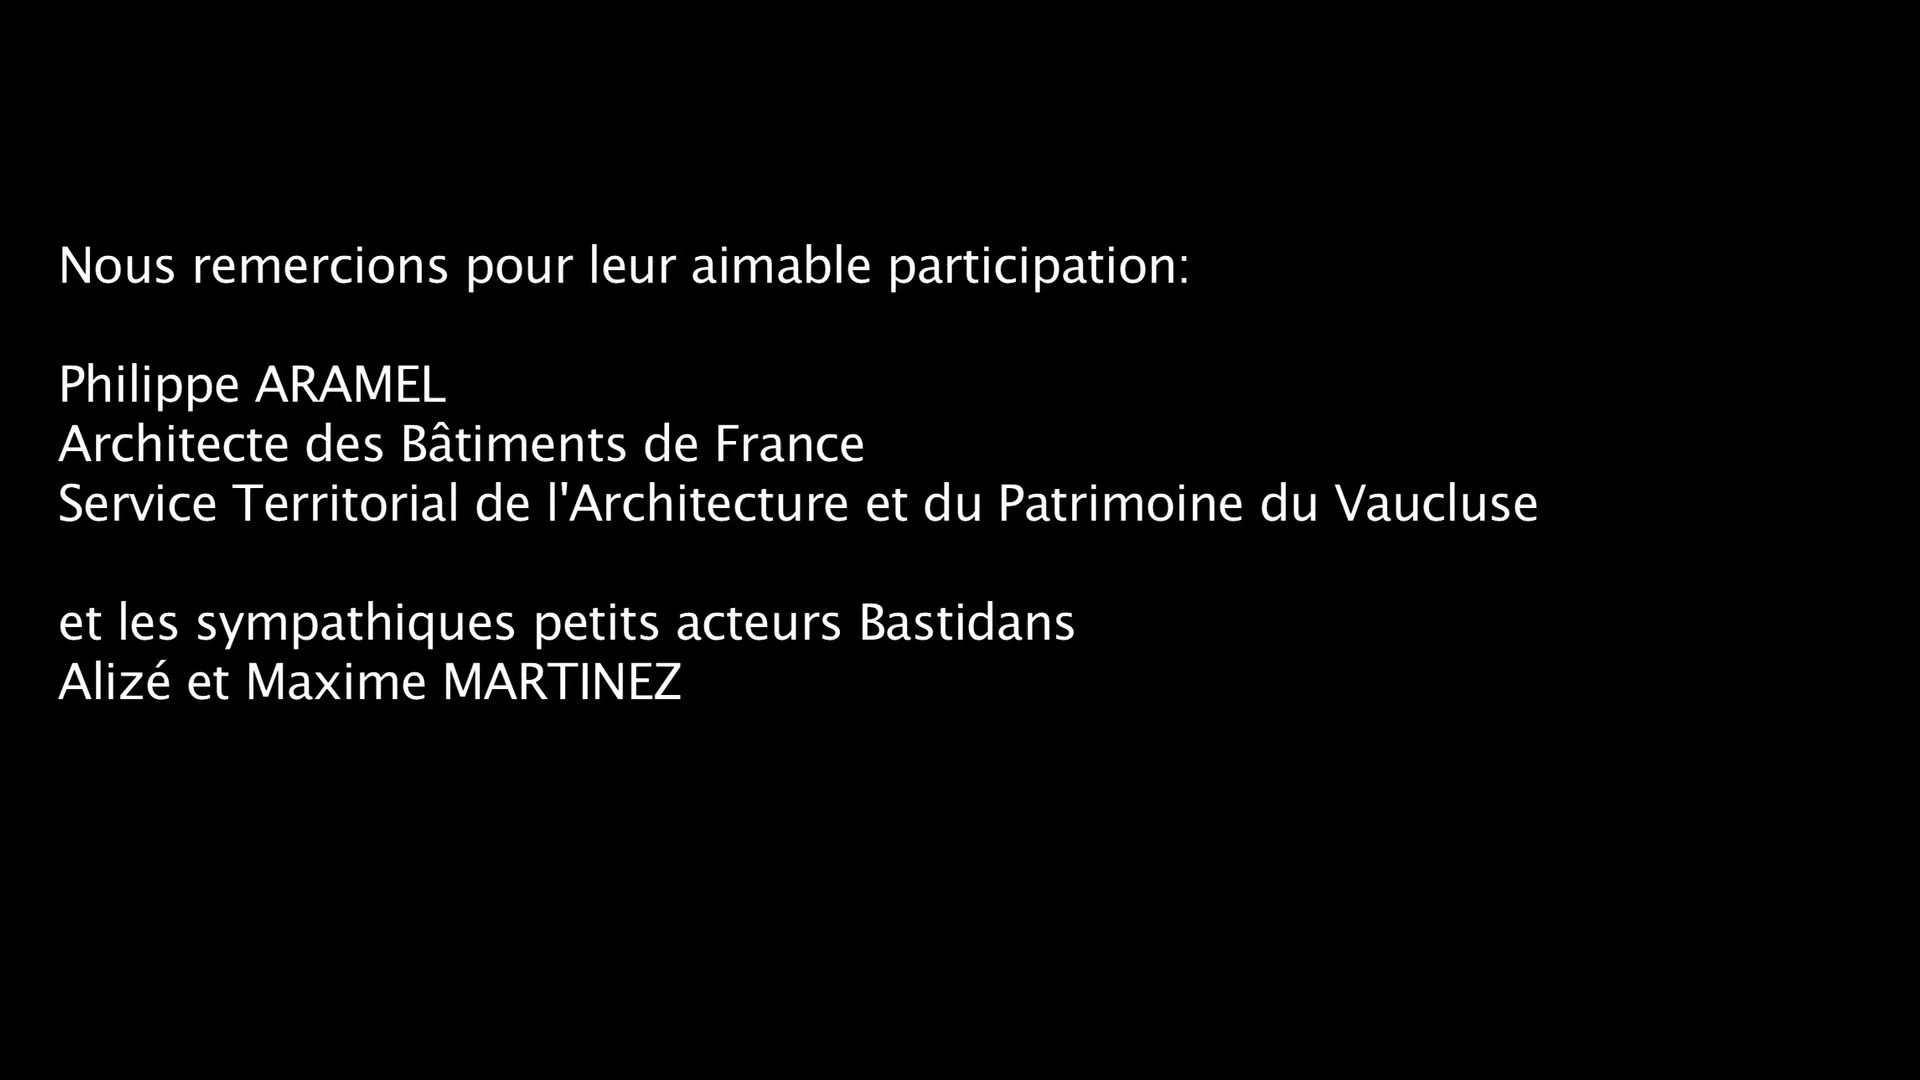 Nous remercions pour leur aimable participation:
Philippe ARAMEL
Architecte des Bâtiments de France
Service Territorial de l'Architecture et du Patrimoine du Vaucluse
et les sympathiques petits acteurs Bastidans
Alizé et Maxime MARTINEZ